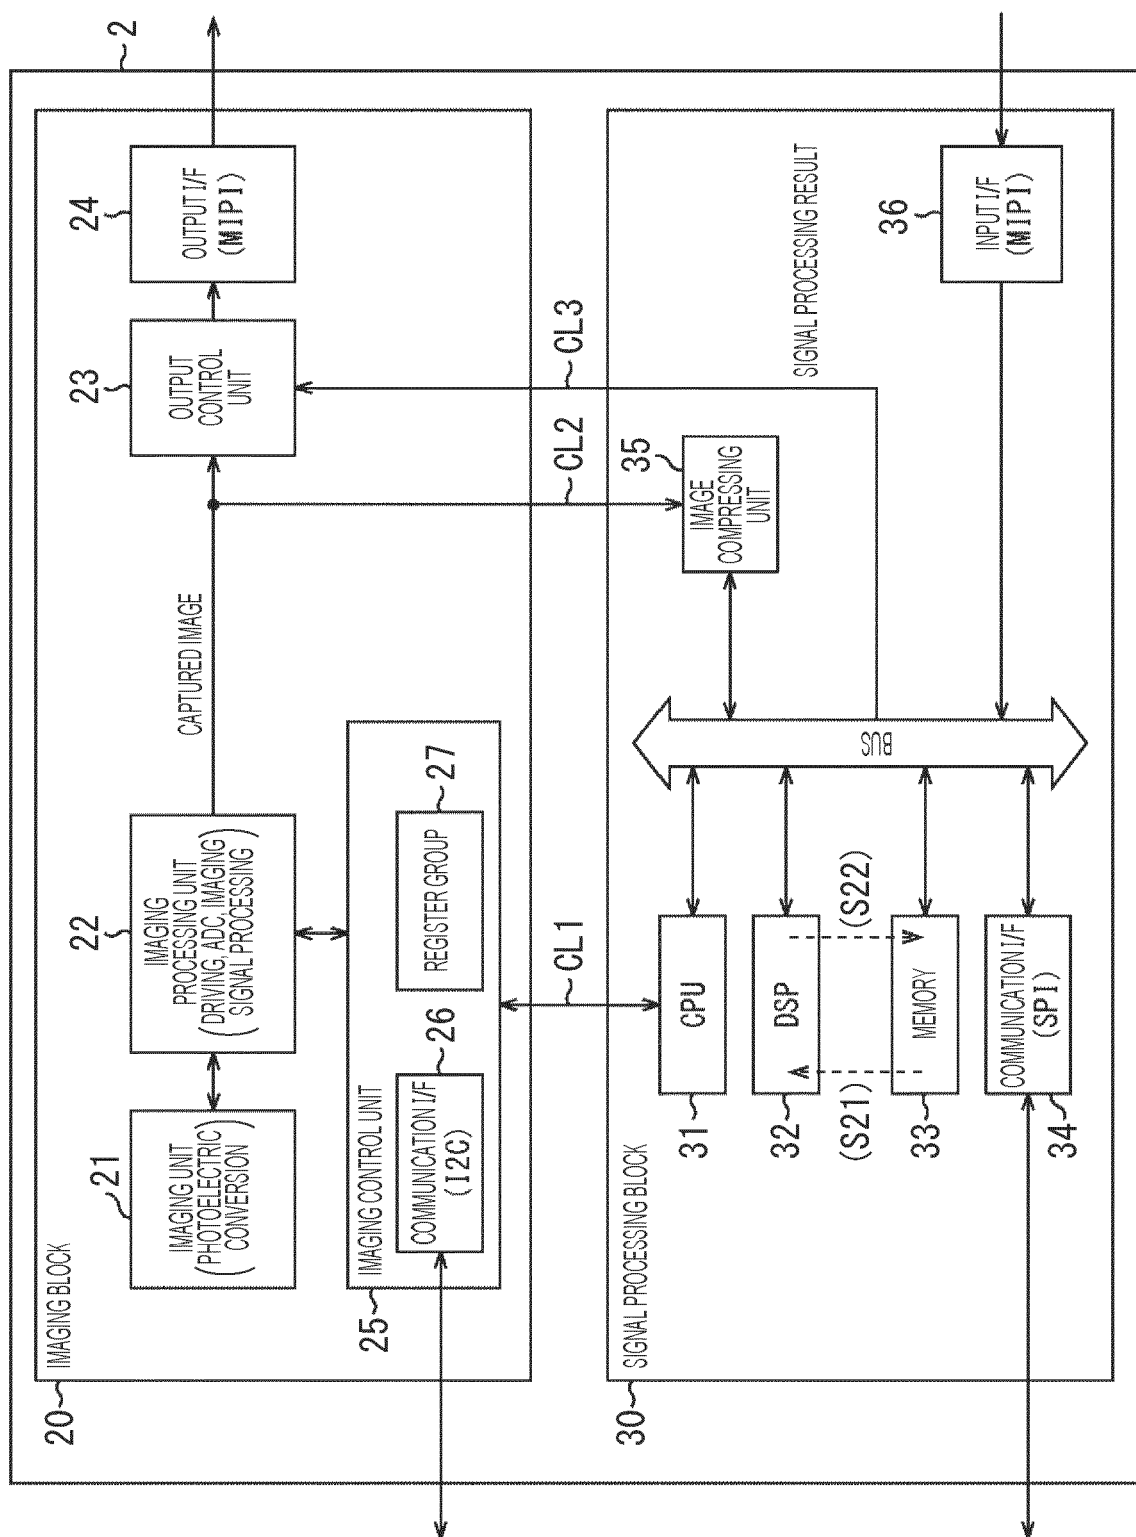 2
20
IMAGING BLOCK
21
IMAGING UNIT
(PHOTOELECTRIC
CONVERSION)
22
IMAGING
PROCESSING UNIT
(DRIVING, ADC, IMAGING
SIGNAL PROCESSING)
CAPTURED IMAGE
23
OUTPUT
CONTROL
UNIT
24
OUTPUT I/F
(MIPI)
25
IMAGING CONTROL UNIT
26
COMMUNICATION I/F
(I2C)
27
REGISTER GROUP
CL1
CL2
CL3
30
SIGNAL PROCESSING BLOCK
31
CPU
32
DSP
(S21)
(S22)
33
MEMORY
34
COMMUNICATION I/F
(SPI)
BUS
35
IMAGE
COMPRESSING
UNIT
SIGNAL PROCESSING RESULT
36
INPUT I/F
(MIPI)